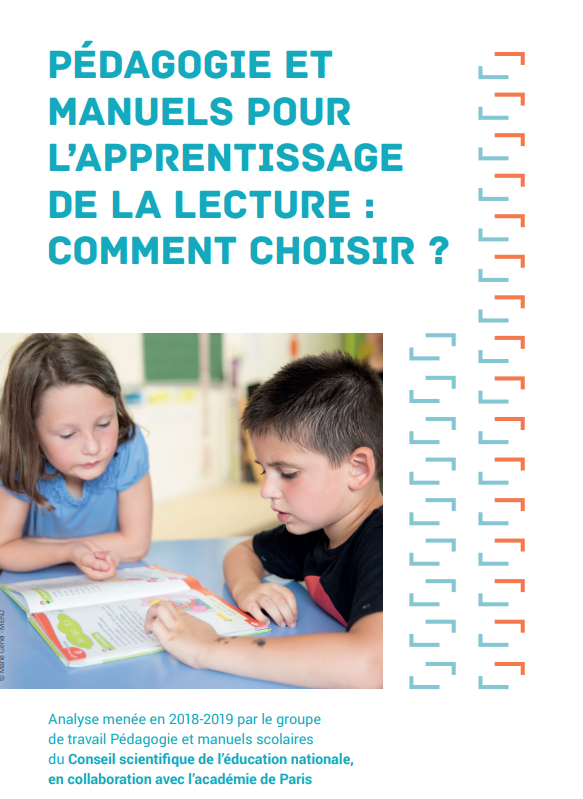 PÉDAGOGIE ET
MANUELS POUR
L'APPRENTISSAGE
DE LA LECTURE :
COMMENT CHOISIR ?
Analyse menée en 2018-2019 par le groupe
de travail Pédagogie et manuels scolaires
du Conseil scientifique de l'éducation nationale,
en collaboration avec l'académie de Paris